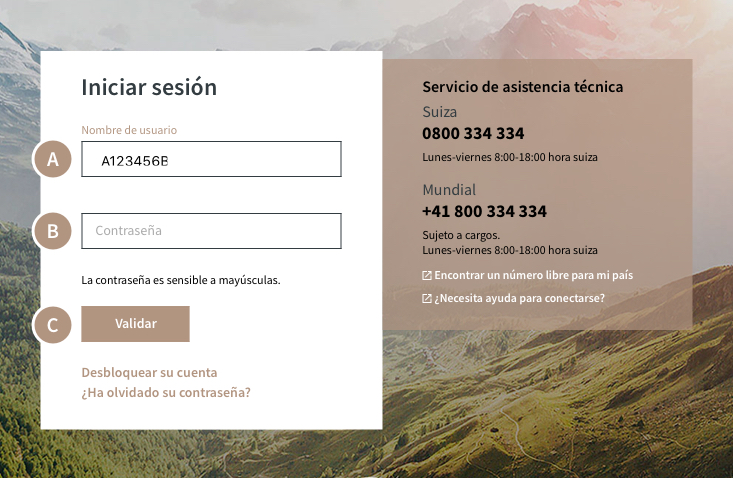 Iniciar sesión
Nombre de usuario
A
A123456B
B
Contraseña
La contraseña es sensible a mayúsculas.
C
Validar
Desbloquear su cuenta
¿Ha olvidado su contraseña?
Servicio de asistencia técnica
Suiza
0800 334 334
Lunes-viernes 8:00-18:00 hora suiza
Mundial
+41 800 334 334
Sujeto a cargos.
Lunes-viernes 8:00-18:00 hora suiza
Encontrar un número libre para mi país
¿Necesita ayuda para conectarse?